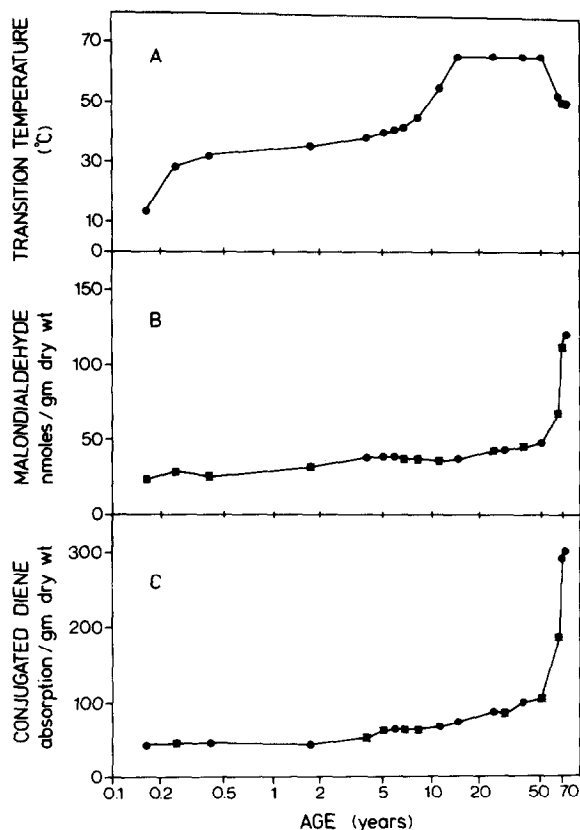 TRANSITION TEMPERATURE
(°C)
70
50
30
10
0
A
MALONDIALDEHYDE
nmoles / gm dry wt
150
100
50
0
B
CONJUGATED DIENE
absorption / gm dry wt
300
200
100
0
C
0.1 0.2 0.5 1 2 5 10 20 50 70
AGE (years)